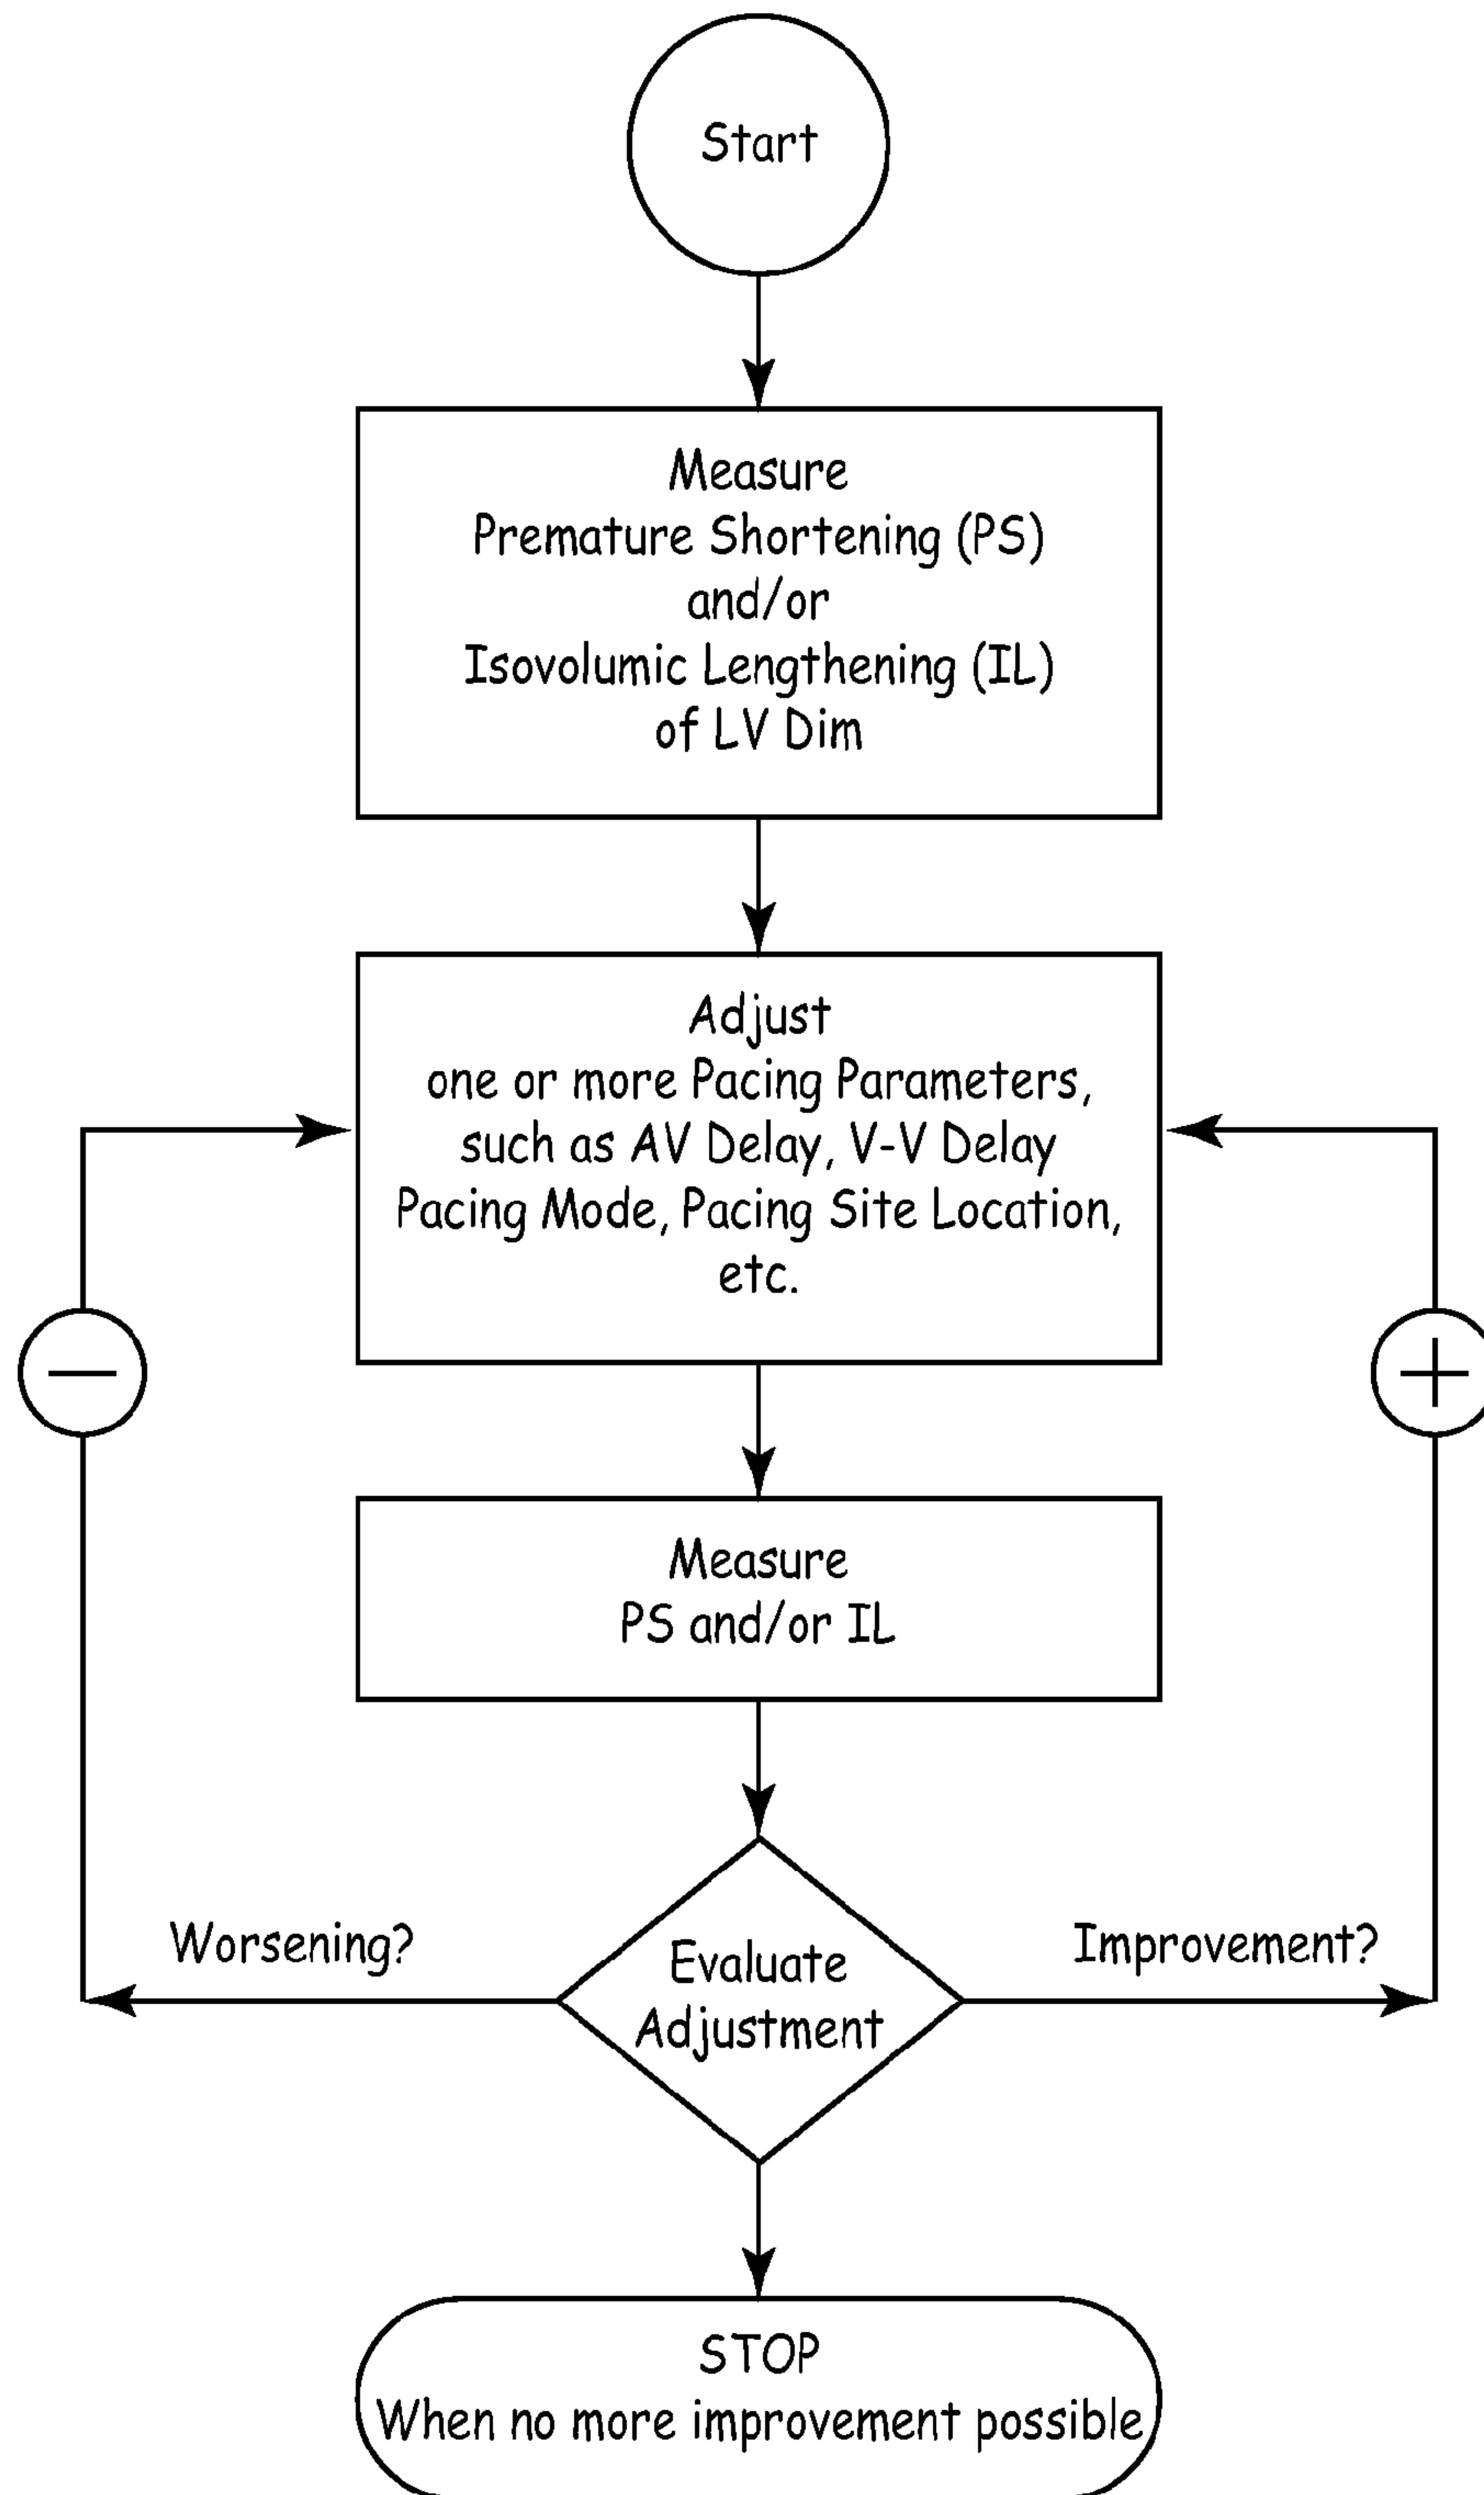 Start
Measure
Premature Shortening (PS)
and/or
Isovolumic Lengthening (IL)
of LV Dim
Adjust
one or more Pacing Parameters,
such as AV Delay, V-V Delay
Pacing Mode, Pacing Site Location,
etc.
—
+
Measure
PS and/or IL
Worsening?
Improvement?
Evaluate
Adjustment
STOP
When no more improvement possible